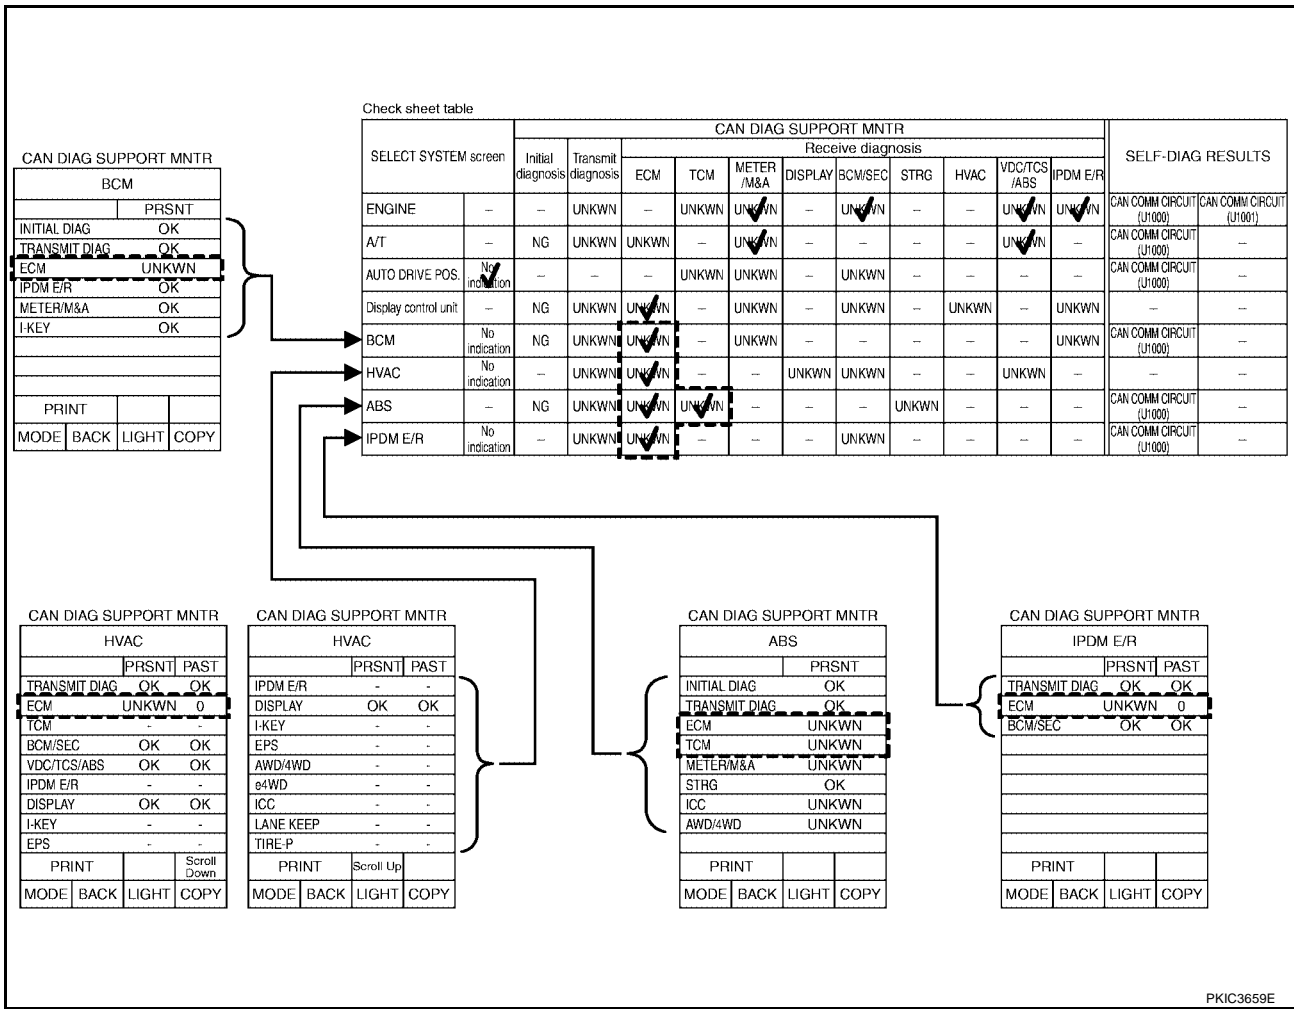 Check sheet table
SELECT SYSTEM screen
CAN DIAG SUPPORT MNTR
Initial diagnosis
Transmit diagnosis
Receive diagnosis
ECM
TCM
METER /M&A
DISPLAY
BCM/SEC
STRG
HVAC
VDC/TCS /ABS
IPDM E/R
SELF-DIAG RESULTS
ENGINE – – UNKWN – UNKWN UNKWN – UNKWN – – UNKWN UNKWN CAN COMM CIRCUIT (U1000) CAN COMM CIRCUIT (U1001)
A/T – NG UNKWN UNKWN – UNKWN – – – – UNKWN – CAN COMM CIRCUIT (U1000) –
AUTO DRIVE POS. No indication – – – UNKWN UNKWN – UNKWN – – – – CAN COMM CIRCUIT (U1000) –
Display control unit – NG UNKWN UNKWN – UNKWN – UNKWN – UNKWN – UNKWN – –
BCM No indication NG UNKWN UNKWN – UNKWN – – – – – UNKWN CAN COMM CIRCUIT (U1000) –
HVAC No indication – UNKWN UNKWN – – UNKWN UNKWN – – UNKWN – – –
ABS – NG UNKWN UNKWN UNKWN – – – UNKWN – – – CAN COMM CIRCUIT (U1000) –
IPDM E/R No indication – UNKWN UNKWN – – – UNKWN – – – – CAN COMM CIRCUIT (U1000) –
CAN DIAG SUPPORT MNTR
BCM
PRSNT
INITIAL DIAG OK
TRANSMIT DIAG OK
ECM UNKWN
IPDM E/R OK
METER/M&A OK
I-KEY OK
PRINT
MODE BACK LIGHT COPY
CAN DIAG SUPPORT MNTR
HVAC
PRSNT PAST
TRANSMIT DIAG OK OK
ECM UNKWN 0
TCM - -
BCM/SEC OK OK
VDC/TCS/ABS OK OK
IPDM E/R - -
DISPLAY OK OK
I-KEY - -
EPS - -
PRINT Scroll Down
MODE BACK LIGHT COPY
CAN DIAG SUPPORT MNTR
HVAC
PRSNT PAST
IPDM E/R - -
DISPLAY OK OK
I-KEY - -
EPS - -
AWD/4WD - -
e4WD - -
ICC - -
LANE KEEP - -
TIRE-P - -
PRINT Scroll Up
MODE BACK LIGHT COPY
CAN DIAG SUPPORT MNTR
ABS
PRSNT
INITIAL DIAG OK
TRANSMIT DIAG OK
ECM UNKWN
TCM UNKWN
METER/M&A UNKWN
STRG OK
ICC UNKWN
AWD/4WD UNKWN
PRINT
MODE BACK LIGHT COPY
CAN DIAG SUPPORT MNTR
IPDM E/R
PRSNT PAST
TRANSMIT DIAG OK OK
ECM UNKWN 0
BCM/SEC OK OK
PRINT
MODE BACK LIGHT COPY
PKIC3659E